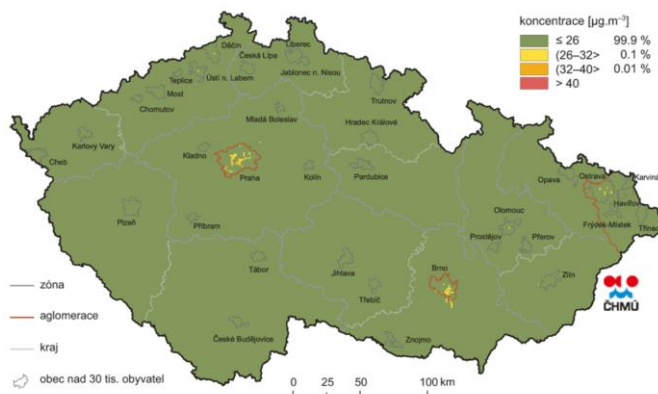 koncentrace [µg.m⁻³]
≤ 26 99.9 %
(26–32> 0.1 %
(32–40> 0.01 %
> 40
Děčín
Liberec
Česká Lípa
Teplice
Ústí n. Labem
Jablonec n. Nisou
Most
Chomutov
Trutnov
Mladá Boleslav
Hradec Králové
Karlovy Vary
Cheb
Kladno
Praha
Kolín
Pardubice
Opava
Ostrava
Karviná
Havířov
Plzeň
Příbram
Olomouc
Frýdek-Místek
Třinec
Prostějov
Přerov
Tábor
Jihlava
Brno
Zlín
Třebíč
České Budějovice
Znojmo
ČHMÚ
zóna
aglomerace
kraj
obec nad 30 tis. obyvatel
0 25 50 100 km